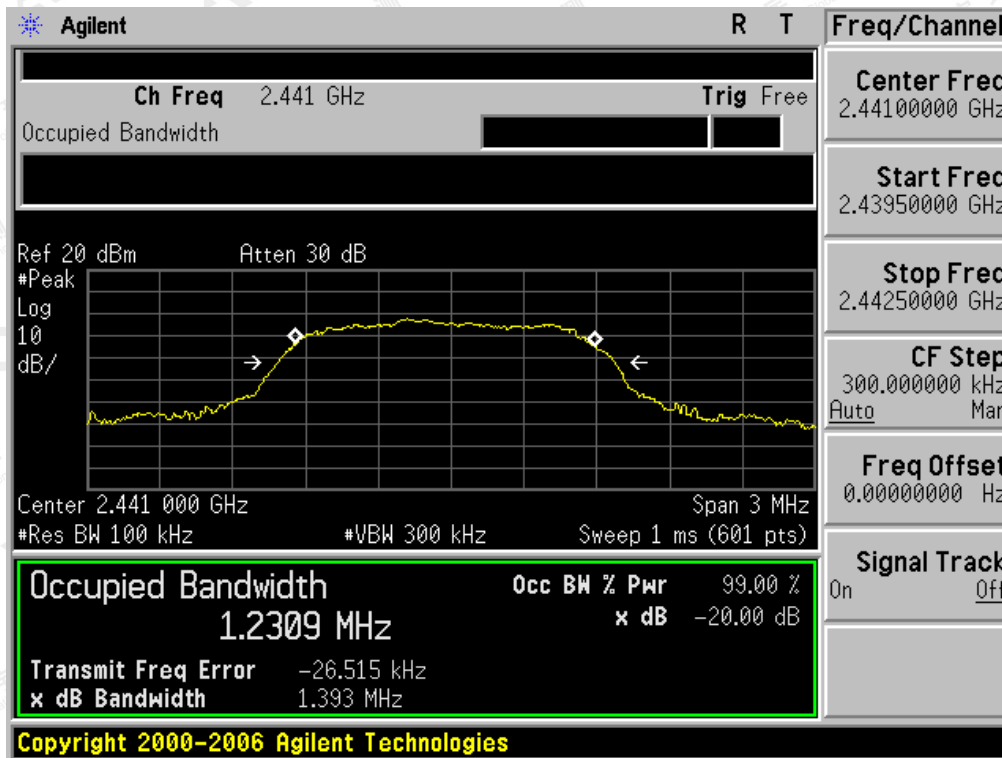 Agilent R T
Ch Freq 2.441 GHz Trig Free
Occupied Bandwidth
Ref 20 dBm Atten 30 dB
#Peak
Log
10
dB/
Center 2.441 000 GHz Span 3 MHz
#Res BW 100 kHz #VBW 300 kHz Sweep 1 ms (601 pts)
Occupied Bandwidth
1.2309 MHz
Occ BW % Pwr 99.00 %
x dB -20.00 dB
Transmit Freq Error -26.515 kHz
x dB Bandwidth 1.393 MHz
Copyright 2000-2006 Agilent Technologies
Freq/Channel
Center Freq
2.44100000 GHz
Start Freq
2.43950000 GHz
Stop Freq
2.44250000 GHz
CF Step
300.000000 kHz
Auto Man
Freq Offset
0.00000000 Hz
Signal Track
On Off